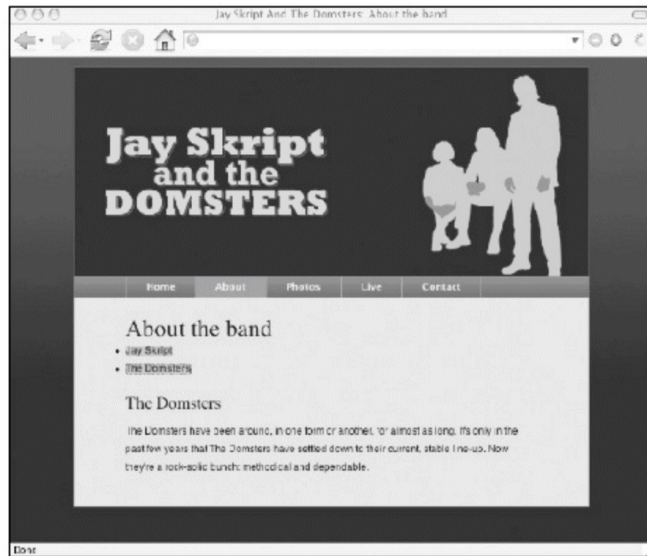 Jay Skript And The Domsters: About the band
Jay Skript
and the
DOMSTERS
Home About Photos Live Contact
About the band
Jay Skript
The Domsters
The Domsters
The Domsters have been around, in one form or another, for almost as long. It's only in the
past few years that The Domsters have settled down to their current, stable line-up. Now
they're a rock-solid bunch: methodical and dependable.
Done